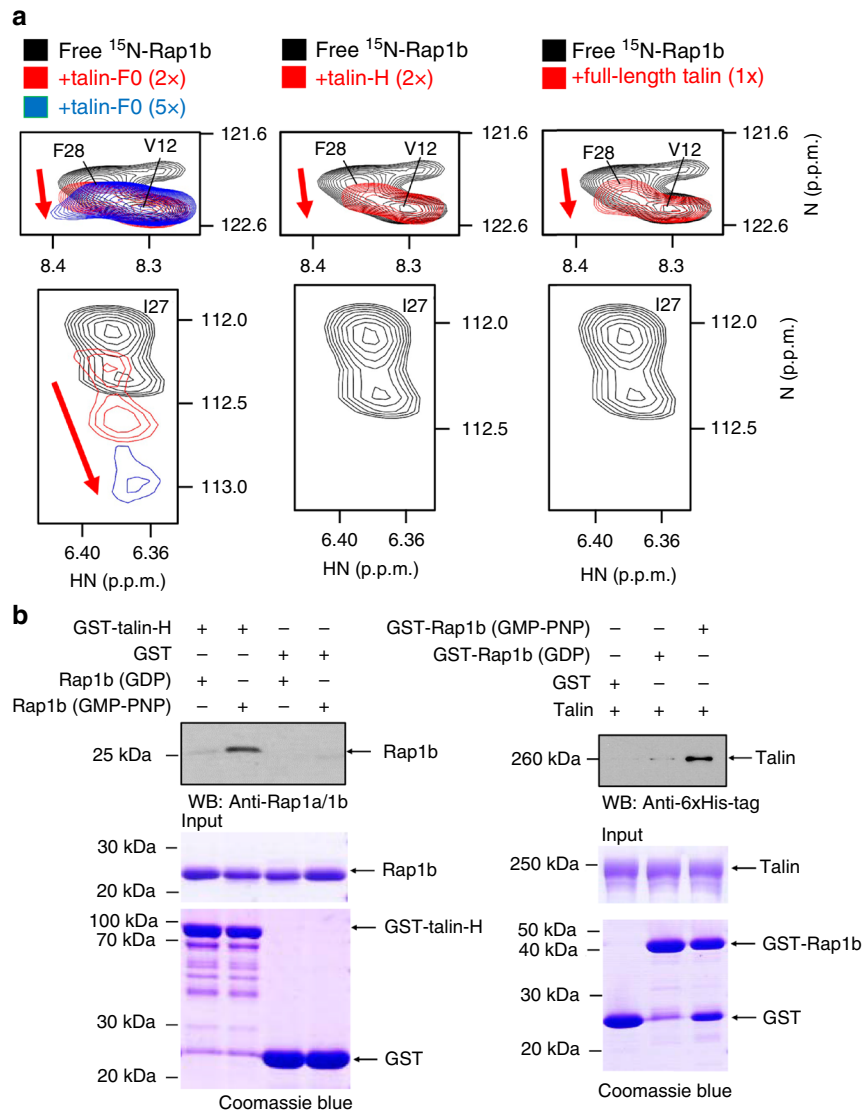 a
Free ¹⁵N-Rap1b
+talin-F0 (2×)
+talin-F0 (5×)
Free ¹⁵N-Rap1b
+talin-H (2×)
Free ¹⁵N-Rap1b
+full-length talin (1x)
F28
V12
121.6
122.6
8.4
8.3
F28
V12
121.6
122.6
8.4
8.3
F28
V12
121.6
122.6
N (p.p.m.)
8.4
8.3
I27
112.0
112.5
113.0
6.40
6.36
HN (p.p.m.)
I27
112.0
112.5
6.40
6.36
HN (p.p.m.)
I27
112.0
112.5
N (p.p.m.)
6.40
6.36
HN (p.p.m.)
b
GST-talin-H + + – –
GST – – + +
Rap1b (GDP) + – + –
Rap1b (GMP-PNP) – + – +
25 kDa
Rap1b
WB: Anti-Rap1a/1b
Input
30 kDa
Rap1b
20 kDa
100 kDa
GST-talin-H
70 kDa
30 kDa
GST
20 kDa
Coomassie blue
GST-Rap1b (GMP-PNP) – – +
GST-Rap1b (GDP) – + –
GST + – –
Talin + + +
260 kDa
Talin
WB: Anti-6xHis-tag
Input
250 kDa
Talin
50 kDa
GST-Rap1b
40 kDa
30 kDa
GST
20 kDa
Coomassie blue